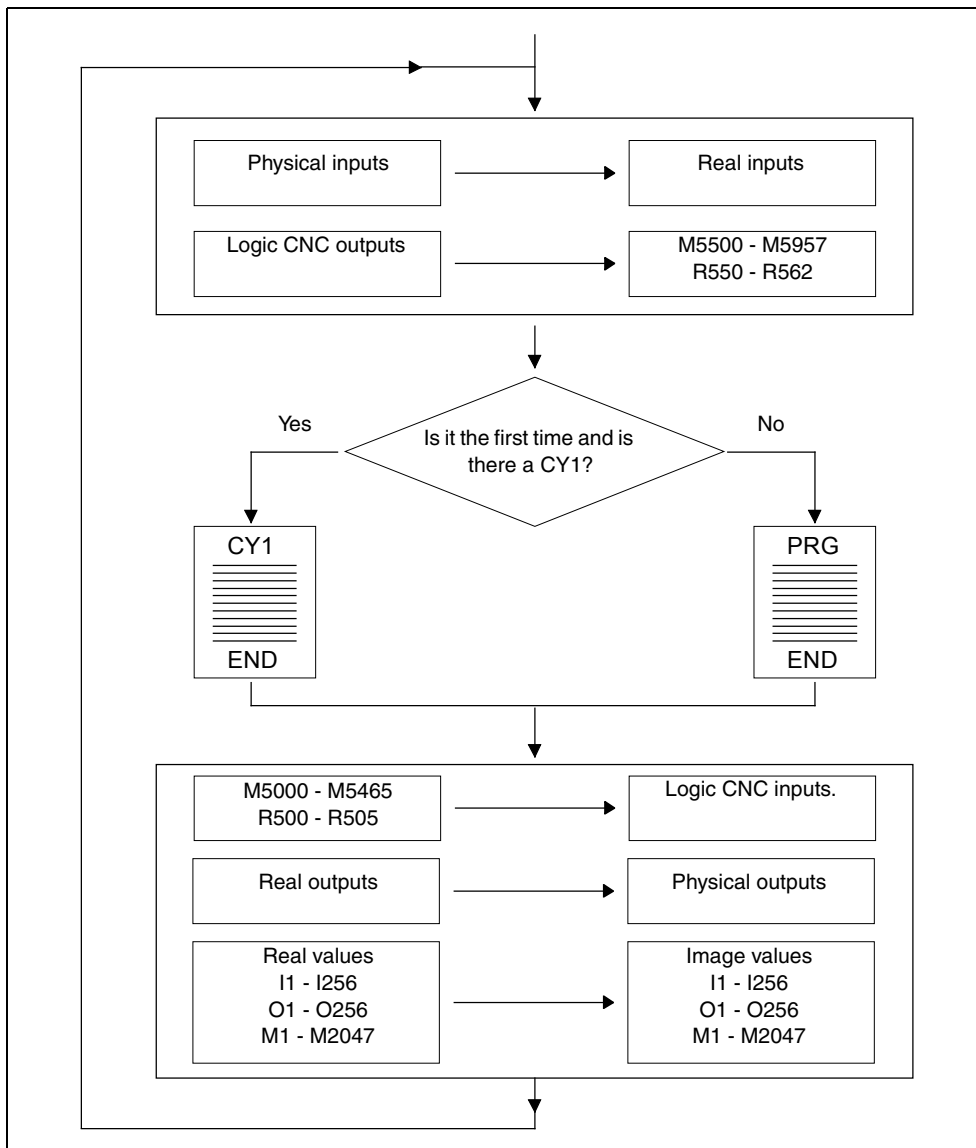 Physical inputs
Real inputs
Logic CNC outputs
M5500 - M5957
R550 - R562
Yes
No
Is it the first time and is
there a CY1?
CY1
END
PRG
END
M5000 - M5465
R500 - R505
Logic CNC inputs.
Real outputs
Physical outputs
Real values
I1 - I256
O1 - O256
M1 - M2047
Image values
I1 - I256
O1 - O256
M1 - M2047